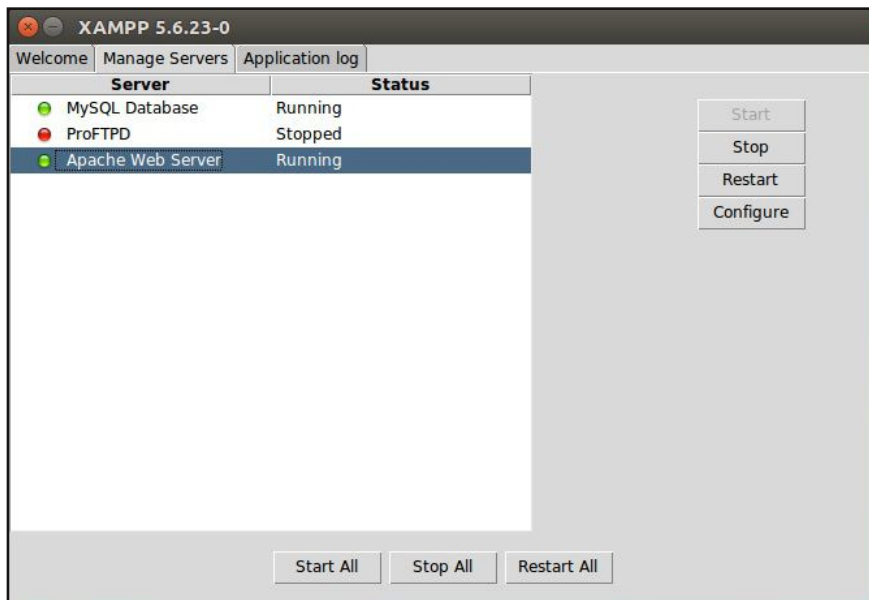 XAMPP 5.6.23-0
Welcome Manage Servers Application log
Server Status
MySQL Database Running
ProFTPD Stopped
Apache Web Server Running
Start
Stop
Restart
Configure
Start All Stop All Restart All